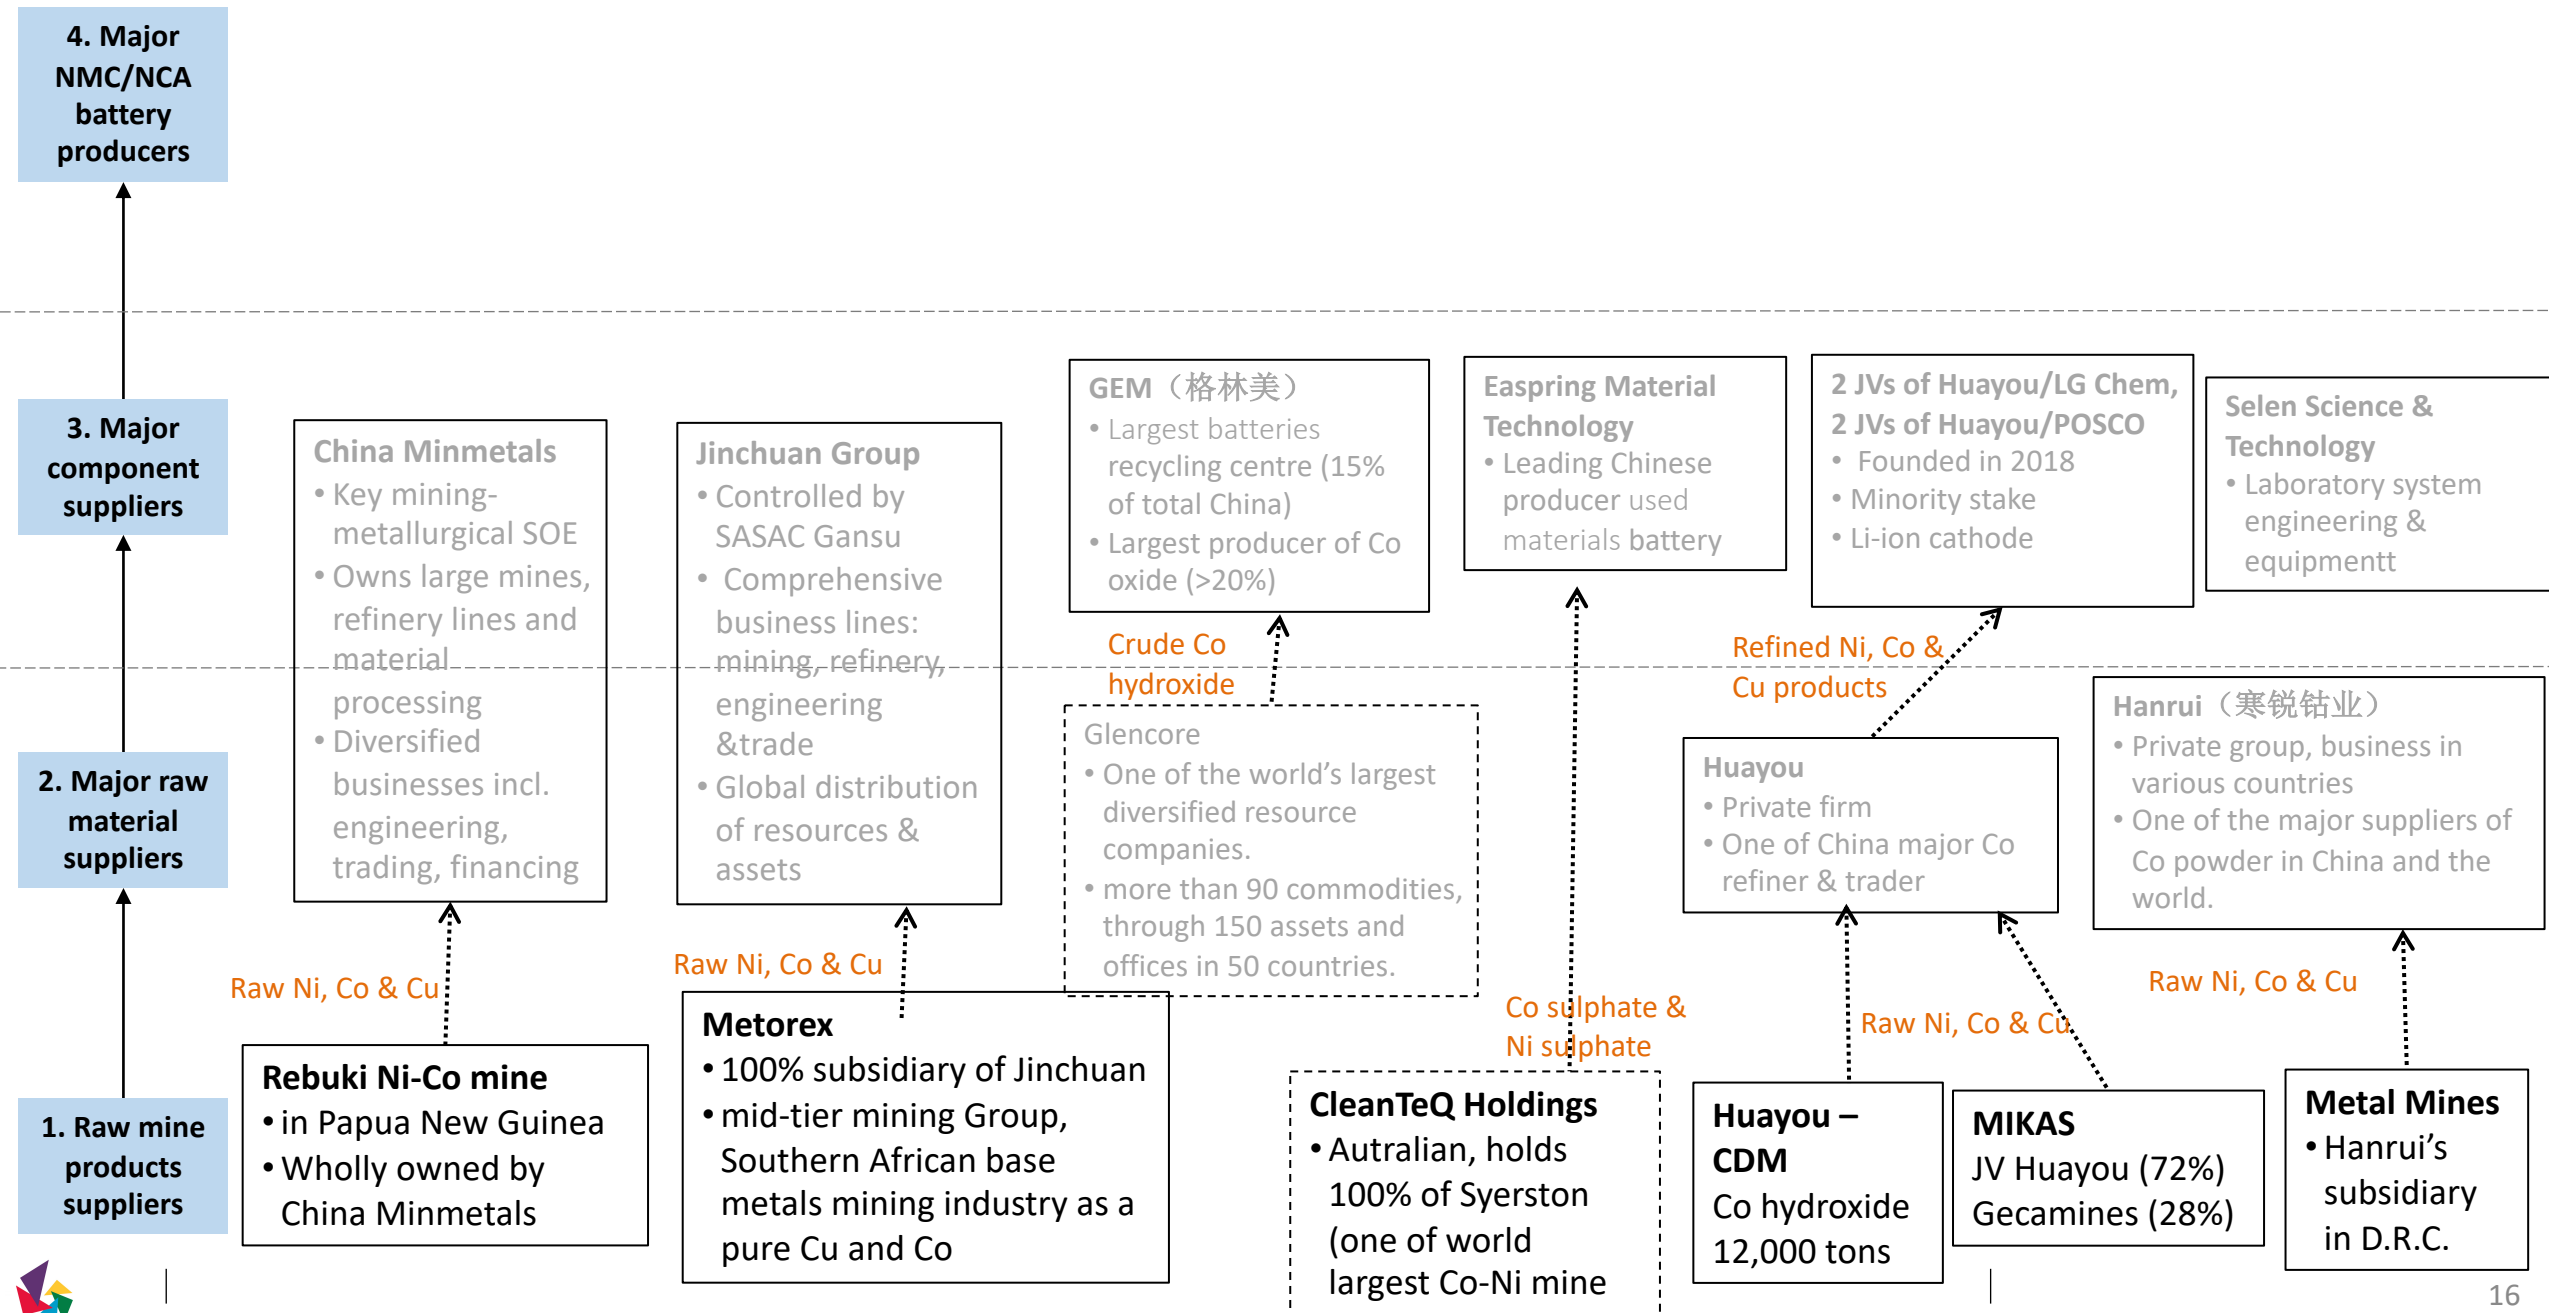 4. Major
NMC/NCA
battery
producers
3. Major
component
suppliers
2. Major raw
material
suppliers
1. Raw mine
products
suppliers
China Minmetals
• Key mining-
metallurgical SOE
• Owns large mines,
refinery lines and
material
processing
• Diversified
businesses incl.
engineering,
trading, financing
Jinchuan Group
• Controlled by
SASAC Gansu
• Comprehensive
business lines:
mining, refinery,
engineering
&trade
• Global distribution
of resources &
assets
GEM（格林美）
• Largest batteries
recycling centre (15%
of total China)
• Largest producer of Co
oxide (>20%)
Easpring Material
Technology
• Leading Chinese
producer used
materials battery
2 JVs of Huayou/LG Chem,
2 JVs of Huayou/POSCO
• Founded in 2018
• Minority stake
• Li-ion cathode
Selen Science &
Technology
• Laboratory system
engineering &
equipmentt
Crude Co
hydroxide
Refined Ni, Co &
Cu products
Glencore
• One of the world's largest
diversified resource
companies.
• more than 90 commodities,
through 150 assets and
offices in 50 countries.
Huayou
• Private firm
• One of China major Co
refiner & trader
Hanrui（寒锐钴业）
• Private group, business in
various countries
• One of the major suppliers of
Co powder in China and the
world.
Raw Ni, Co & Cu
Raw Ni, Co & Cu
Co sulphate &
Ni sulphate
Raw Ni, Co & Cu
Raw Ni, Co & Cu
Rebuki Ni-Co mine
• in Papua New Guinea
• Wholly owned by
China Minmetals
Metorex
• 100% subsidiary of Jinchuan
• mid-tier mining Group,
Southern African base
metals mining industry as a
pure Cu and Co
CleanTeQ Holdings
• Autralian, holds
100% of Syerston
(one of world
largest Co-Ni mine
Huayou –
CDM
Co hydroxide
12,000 tons
MIKAS
JV Huayou (72%)
Gecamines (28%)
Metal Mines
• Hanrui's
subsidiary
in D.R.C.
16